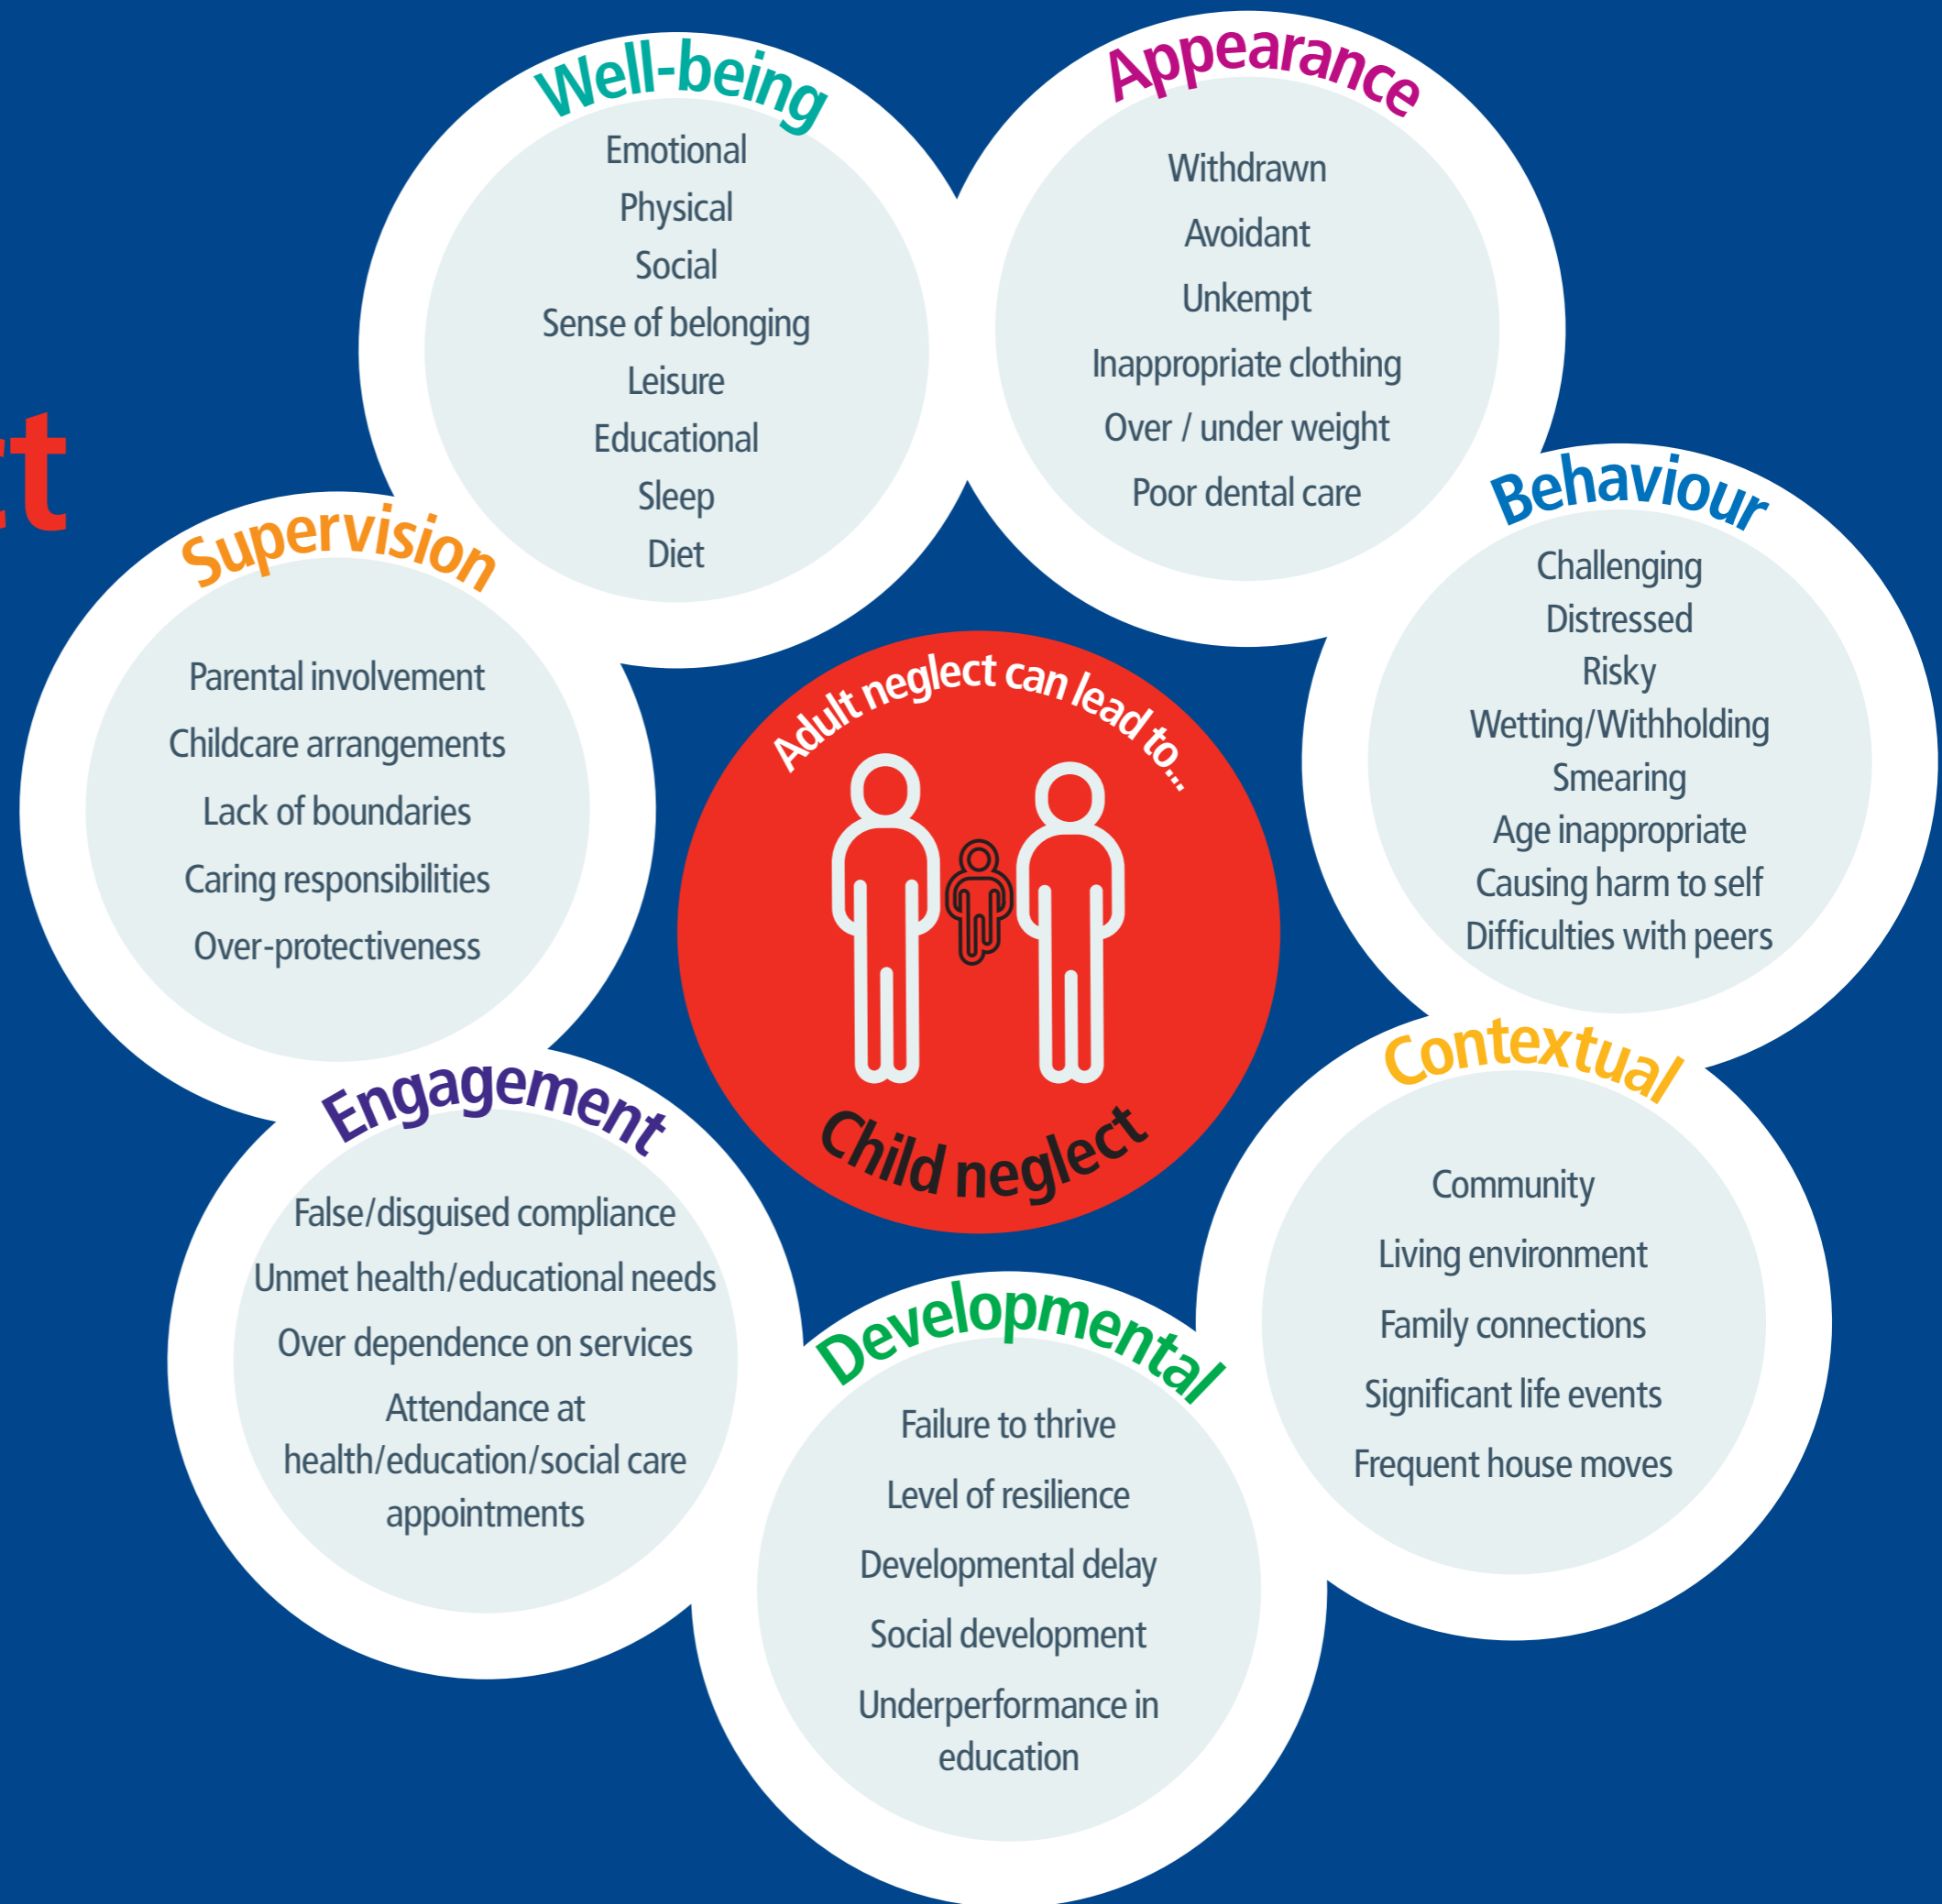 Well-being
Emotional
Physical
Social
Sense of belonging
Leisure
Educational
Sleep
Diet
Appearance
Withdrawn
Avoidant
Unkempt
Inappropriate clothing
Over / under weight
Poor dental care
Behaviour
Challenging
Distressed
Risky
Wetting/Withholding
Smearing
Age inappropriate
Causing harm to self
Difficulties with peers
Contextual
Community
Living environment
Family connections
Significant life events
Frequent house moves
Developmental
Failure to thrive
Level of resilience
Developmental delay
Social development
Underperformance in
education
Engagement
False/disguised compliance
Unmet health/educational needs
Over dependence on services
Attendance at
health/education/social care
appointments
Supervision
Parental involvement
Childcare arrangements
Lack of boundaries
Caring responsibilities
Over-protectiveness
Adult neglect can lead to...
Child neglect